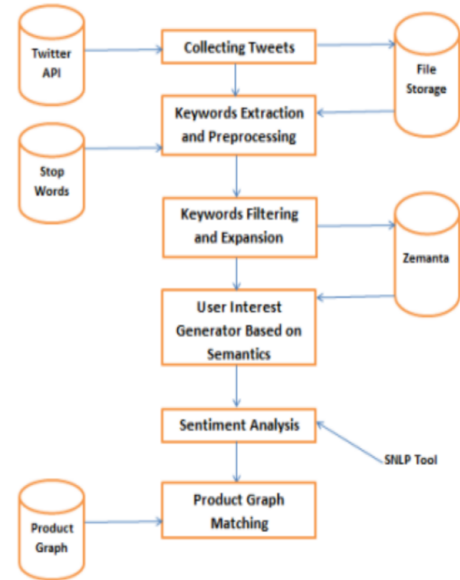 Twitter
API
Collecting Tweets
File
Storage
Keywords Extraction
and Preprocessing
Stop
Words
Keywords Filtering
and Expansion
Zemanta
User Interest
Generator Based on
Semantics
Sentiment Analysis
SNLP Tool
Product Graph
Matching
Product
Graph